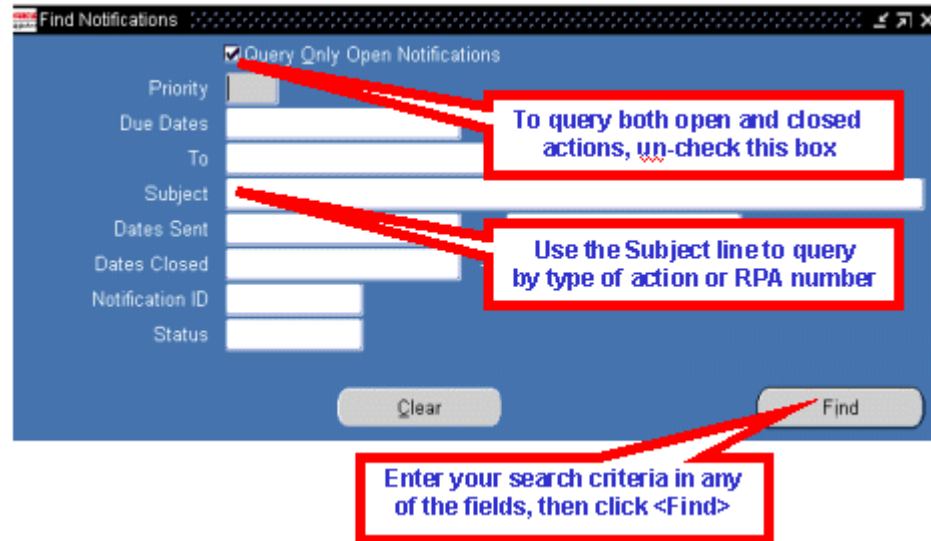 Find Notifications
Query Only Open Notifications
Priority
Due Dates
To query both open and closed
actions, un-check this box
To
Subject
Dates Sent
Use the Subject line to query
by type of action or RPA number
Dates Closed
Notification ID
Status
Clear
Find
Enter your search criteria in any
of the fields, then click <Find>